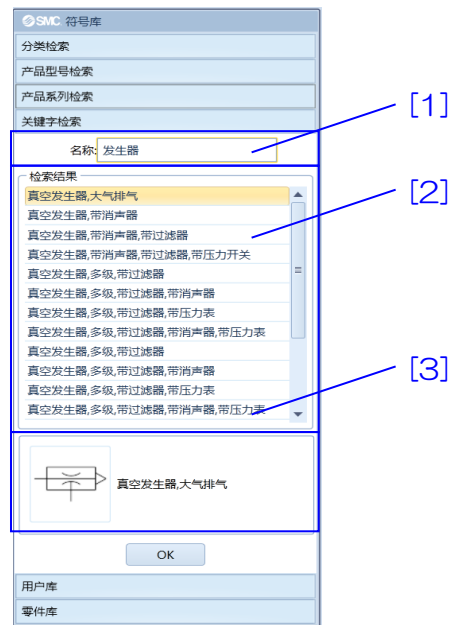 SMC 符号库
分类检索
产品型号检索
产品系列检索
关键字检索
名称: 发生器
检索结果
真空发生器,大气排气
真空发生器,带消声器
真空发生器,带消声器,带过滤器
真空发生器,带消声器,带过滤器,带压力开关
真空发生器,多级,带过滤器
真空发生器,多级,带过滤器,带消声器
真空发生器,多级,带过滤器,带压力表
真空发生器,多级,带过滤器,带消声器,带压力表
真空发生器,多级,带过滤器
真空发生器,多级,带过滤器,带消声器
真空发生器,多级,带过滤器,带压力表
真空发生器,多级,带过滤器,带消声器,带压力表
真空发生器,大气排气
OK
用户库
零件库
[1]
[2]
[3]